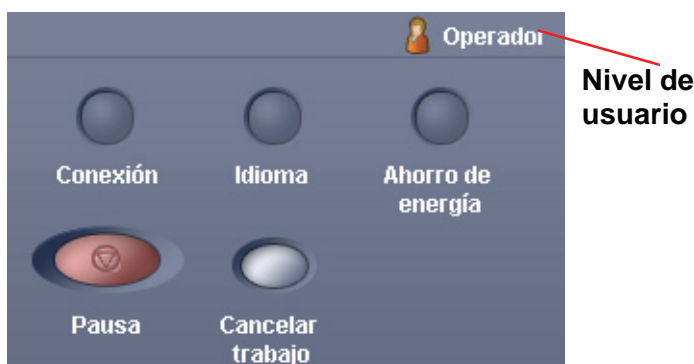 Operador
Nivel de
usuario
Conexión
Idioma
Ahorro de
energía
Pausa
Cancelar
trabajo